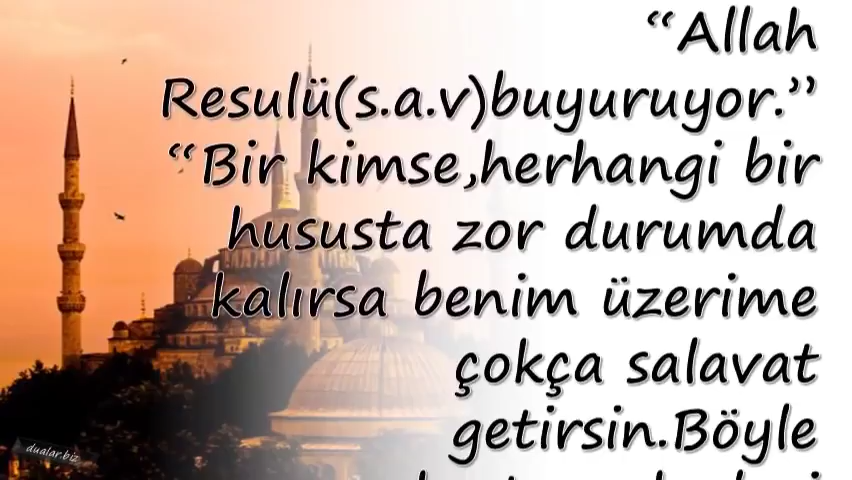 “Allah
Resulü(s.a.v)buyuruyor.”
“Bir kimse,herhangi bir
hususta zor durumda
kalırsa benim üzerime
çokça salavat
getirsin.Böyle
dualar.biz